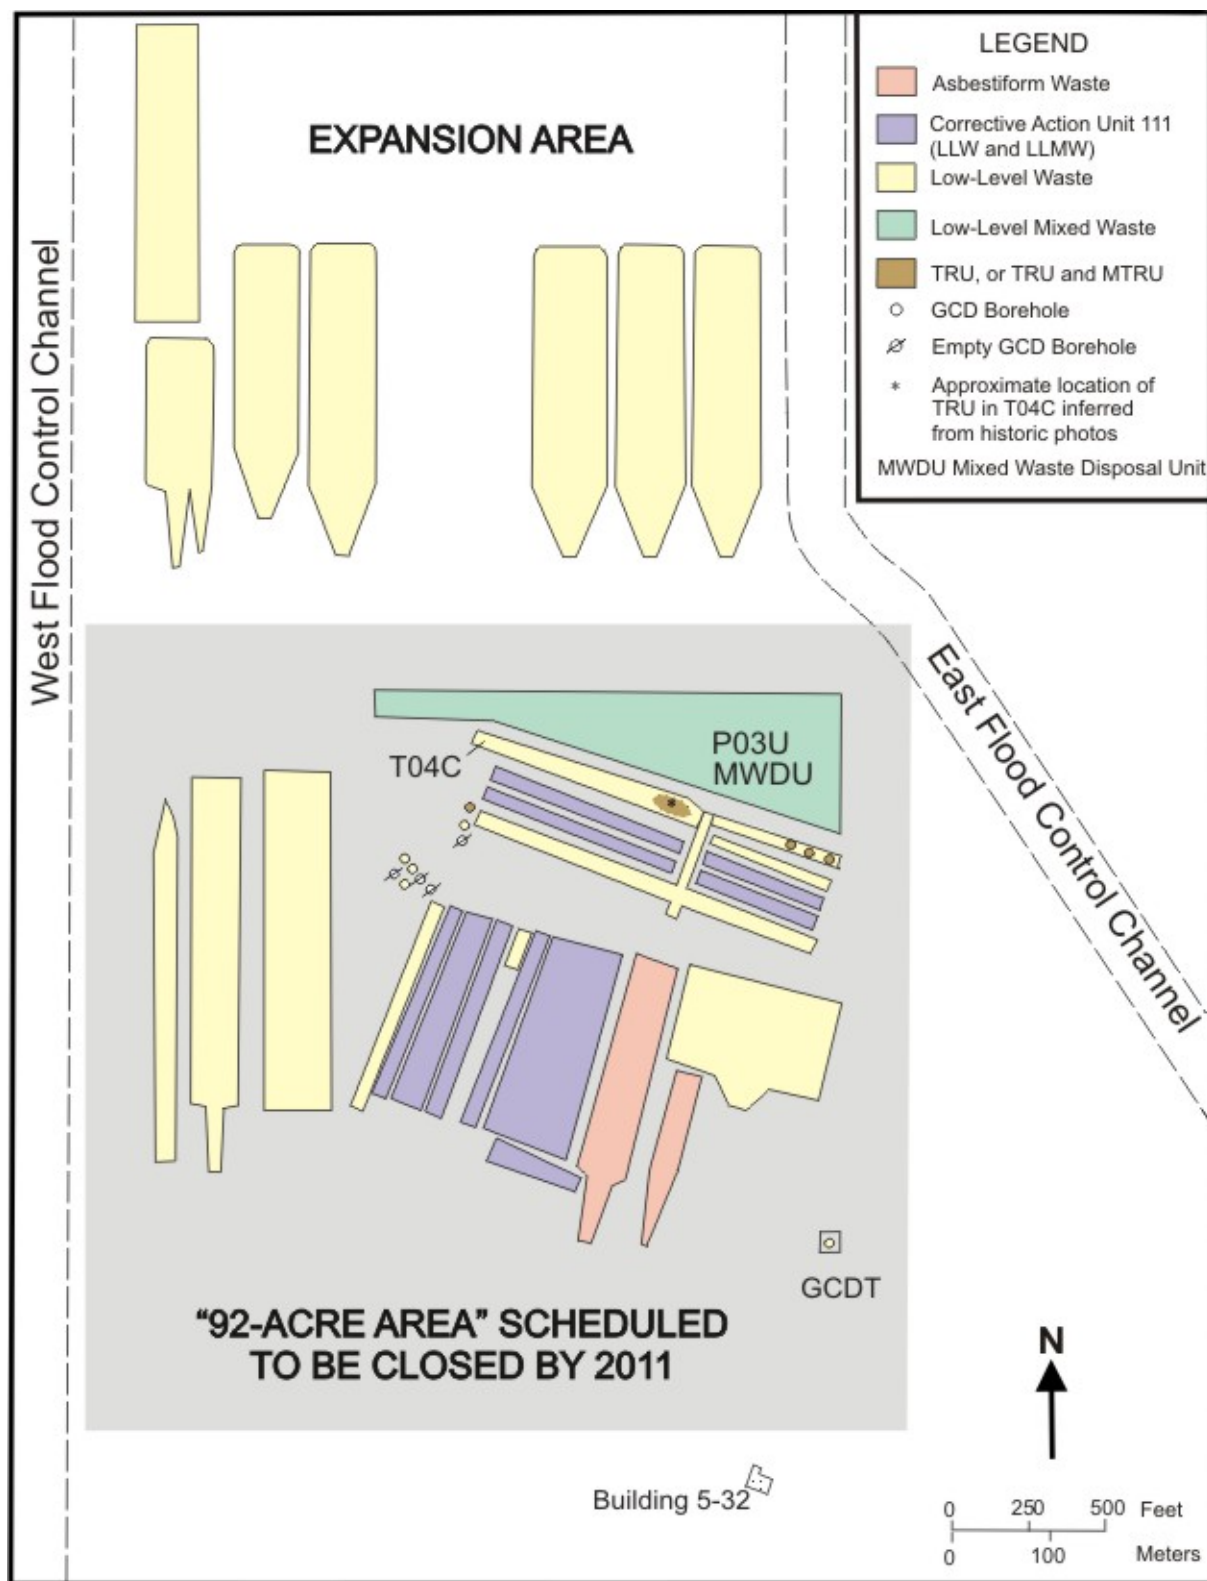 LEGEND
Asbestiform Waste
Corrective Action Unit 111
(LLW and LLMW)
Low-Level Waste
Low-Level Mixed Waste
TRU, or TRU and MTRU
GCD Borehole
Empty GCD Borehole
* Approximate location of
TRU in T04C inferred
from historic photos
MWDU Mixed Waste Disposal Unit
EXPANSION AREA
West Flood Control Channel
East Flood Control Channel
P03U
MWDU
T04C
GCDT
“92-ACRE AREA” SCHEDULED
TO BE CLOSED BY 2011
N
Building 5-32
0 250 500 Feet
0 100 Meters